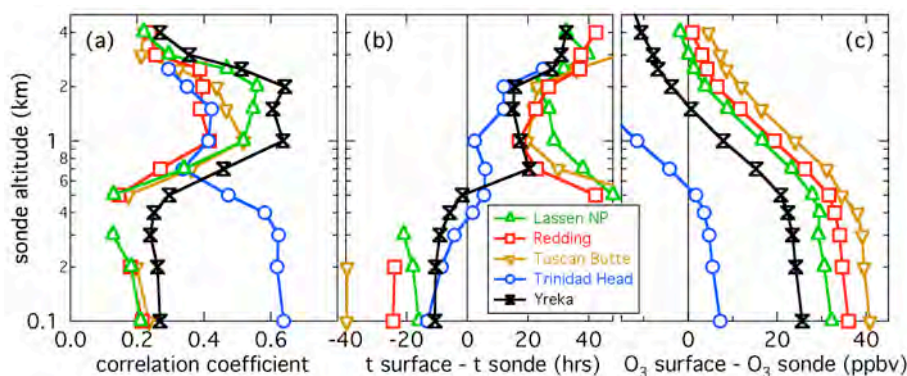 (a)
(b)
(c)
sonde altitude (km)
4
3
2
1
8
6
4
2
0.1
Lassen NP
Redding
Tuscan Butte
Trinidad Head
Yreka
0.0 0.2 0.4 0.6 -40 -20 0 20 40 0 20 40
correlation coefficient t surface - t sonde (hrs) O3 surface - O3 sonde (ppbv)